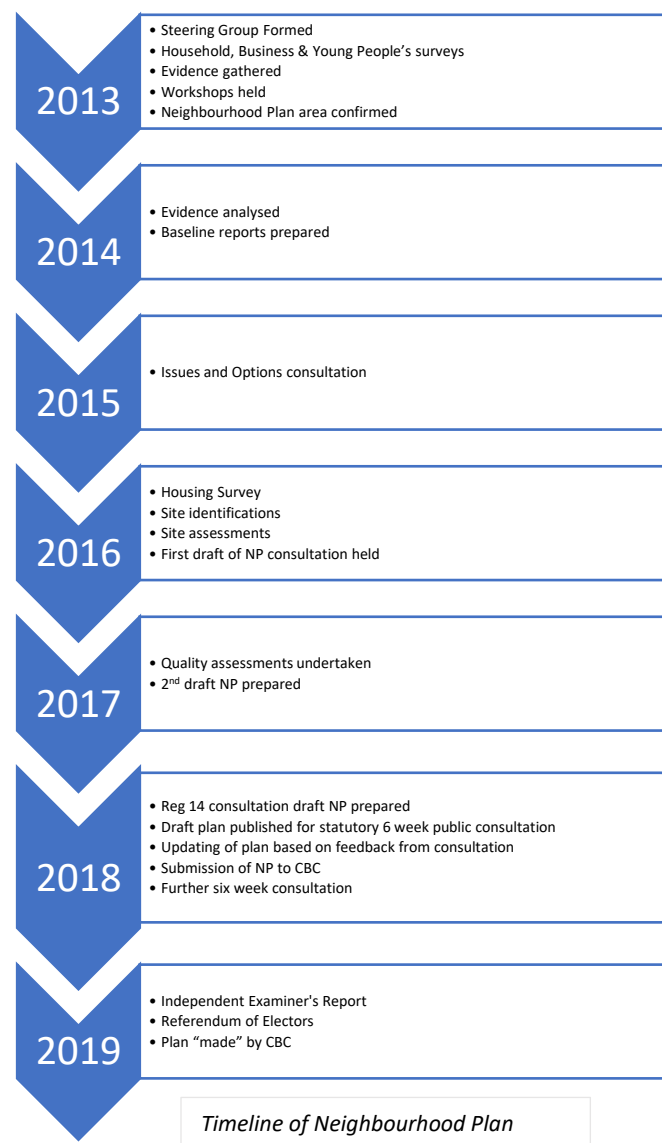 2013
• Steering Group Formed
• Household, Business & Young People’s surveys
• Evidence gathered
• Workshops held
• Neighbourhood Plan area confirmed
2014
• Evidence analysed
• Baseline reports prepared
2015
• Issues and Options consultation
2016
• Housing Survey
• Site identifications
• Site assessments
• First draft of NP consultation held
2017
• Quality assessments undertaken
• 2nd draft NP prepared
2018
• Reg 14 consultation draft NP prepared
• Draft plan published for statutory 6 week public consultation
• Updating of plan based on feedback from consultation
• Submission of NP to CBC
• Further six week consultation
2019
• Independent Examiner's Report
• Referendum of Electors
• Plan “made” by CBC
Timeline of Neighbourhood Plan